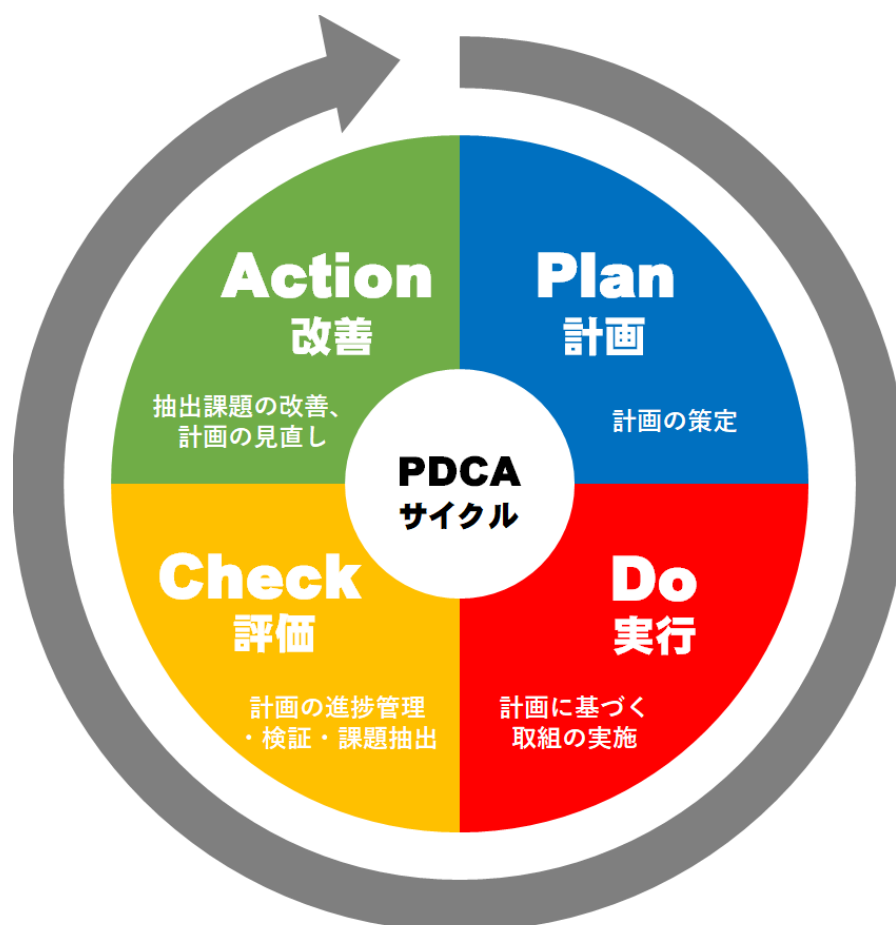 Action
改善
抽出課題の改善、
計画の見直し
Plan
計画
計画の策定
PDCA
サイクル
Check
評価
計画の進捗管理
・検証・課題抽出
Do
実行
計画に基づく
取組の実施